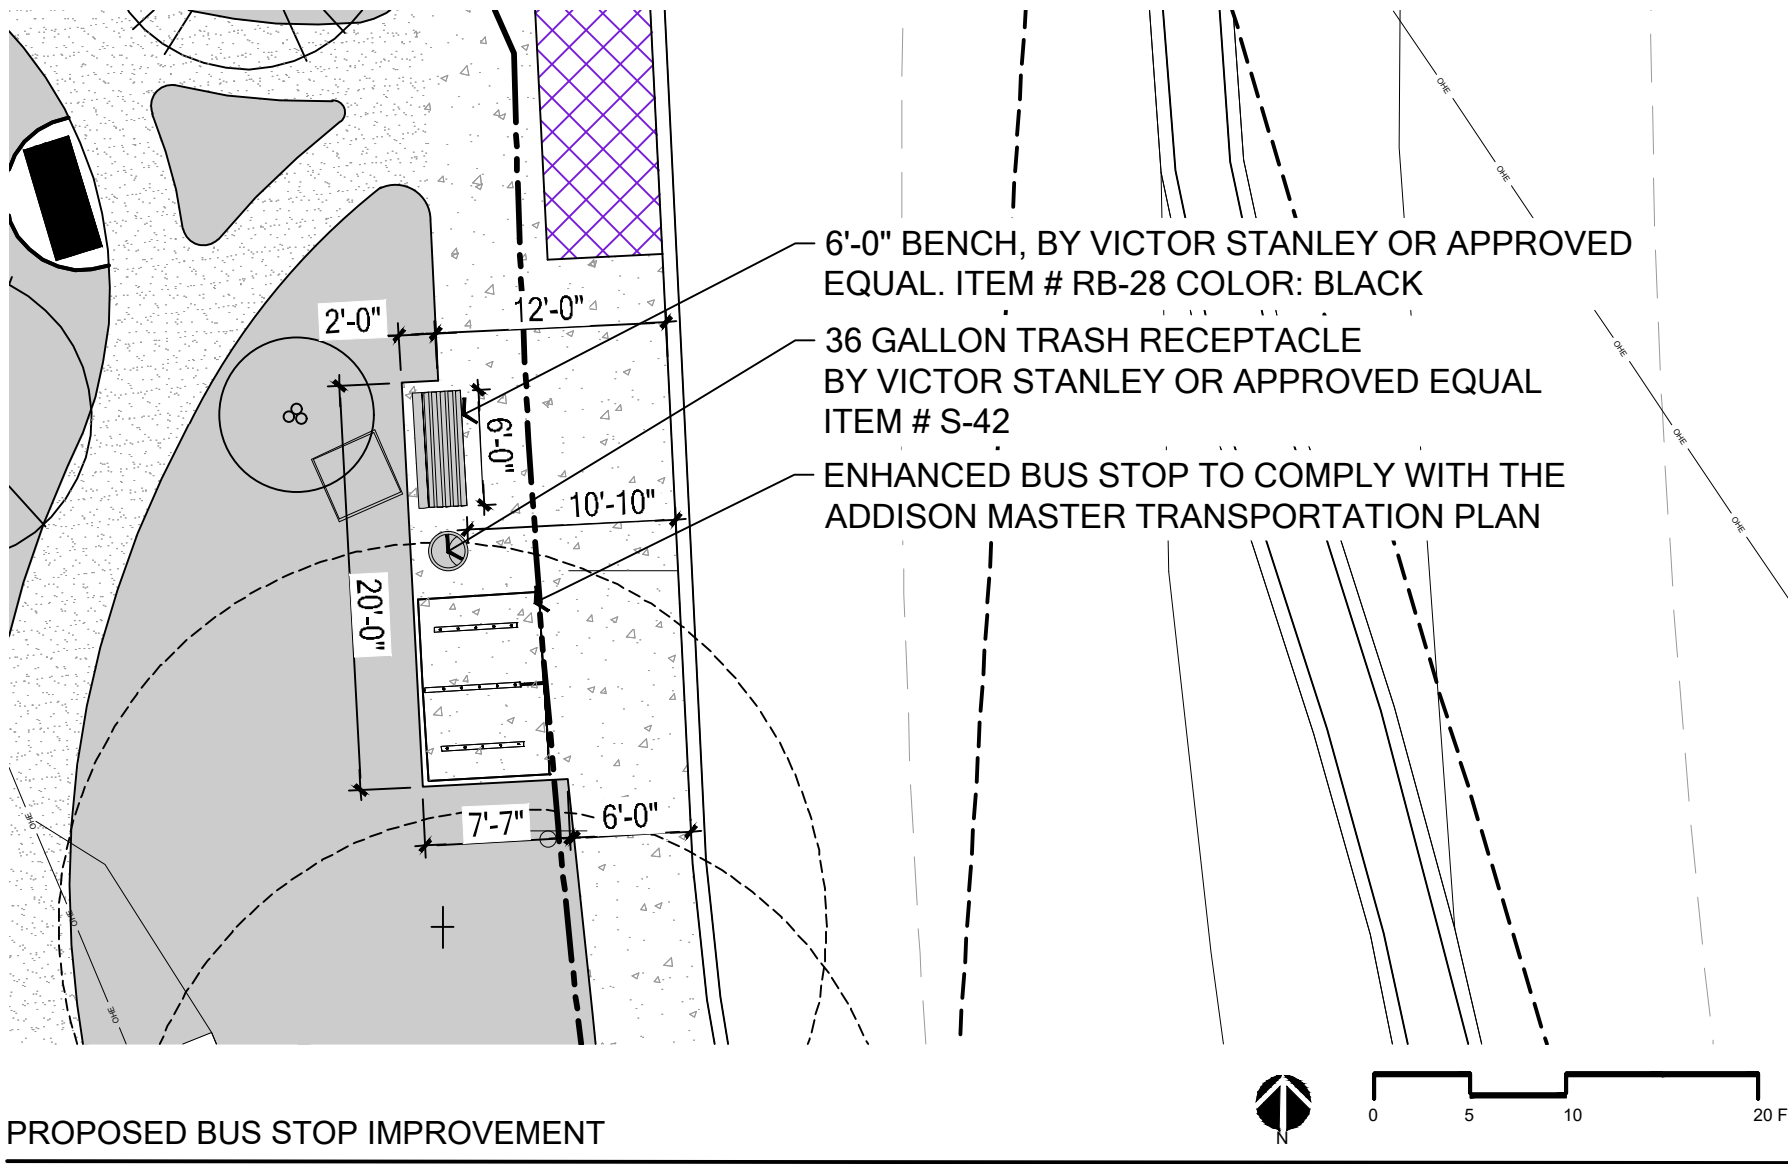 6'-0" BENCH, BY VICTOR STANLEY OR APPROVED
EQUAL. ITEM # RB-28 COLOR: BLACK
36 GALLON TRASH RECEPTACLE
BY VICTOR STANLEY OR APPROVED EQUAL
ITEM # S-42
ENHANCED BUS STOP TO COMPLY WITH THE
ADDISON MASTER TRANSPORTATION PLAN
2'-0"
12'-0"
6'-0"
10'-10"
20'-0"
7'-7"
6'-0"
OHE
OHE
OHE
OHE
OHE
OHE
OHE
OHE
N
0 5 10 20 F
PROPOSED BUS STOP IMPROVEMENT